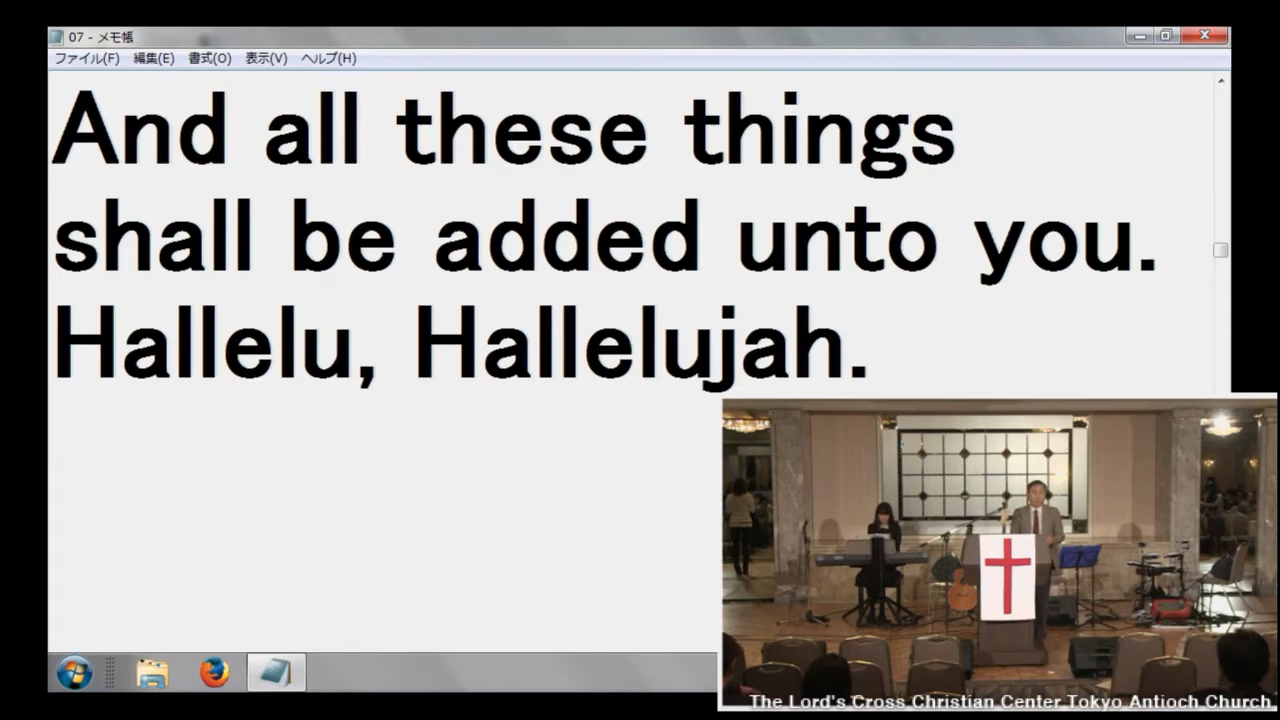 07 - メモ帳
ファイル(F) 編集(E) 書式(O) 表示(V) ヘルプ(H)
And all these things
shall be added unto you.
Hallelu, Hallelujah.
The Lord's Cross Christian Center Tokyo Antioch Church